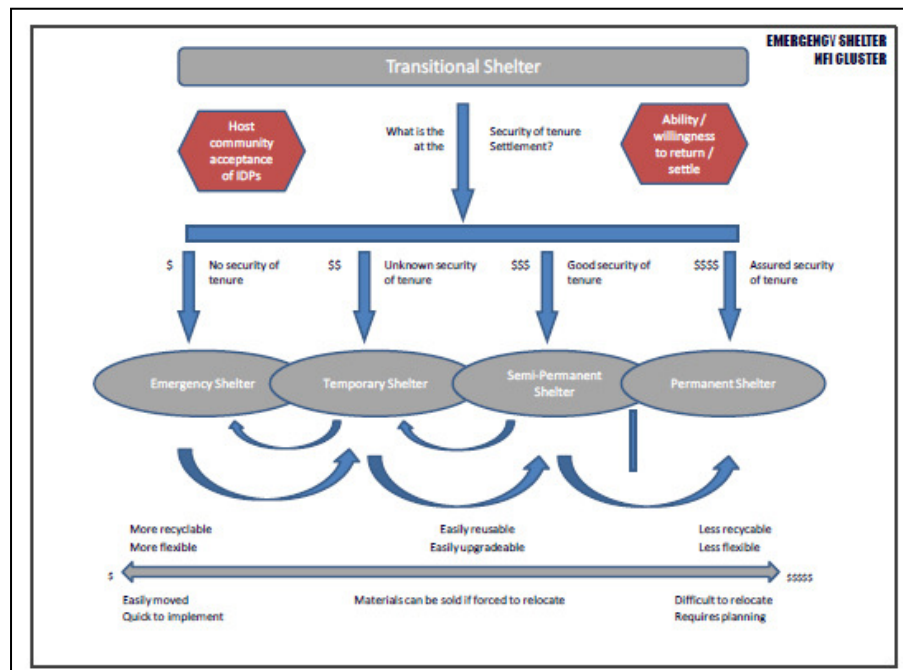 EMERGENCY SHELTER
NFI CLUSTER
Transitional Shelter
Host
community
acceptance
of IDPs
What is the
at the
Security of tenure
Settlement?
Ability /
willingness
to return /
settle
$
No security of
tenure
$$
Unknown security
of tenure
$$$
Good security of
tenure
$$$$
Assured security
of tenure
Emergency Shelter
Temporary Shelter
Semi-Permanent
Shelter
Permanent Shelter
More recyclable
More flexible
Easily reusable
Easily upgradeable
Less recycable
Less flexible
$
$$$$$
Easily moved
Quick to implement
Materials can be sold if forced to relocate
Difficult to relocate
Requires planning